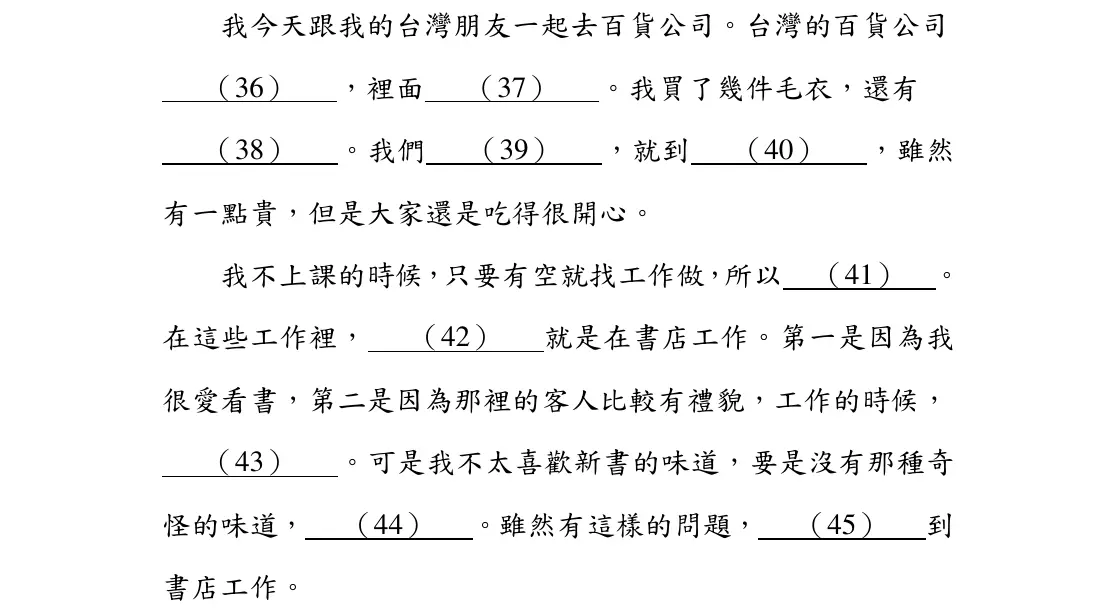 我今天跟我的台灣朋友一起去百貨公司。台灣的百貨公司
（36），裡面（37）。我買了幾件毛衣，還有
（38）。我們（39），就到（40），雖然
有一點貴，但是大家還是吃得很開心。
我不上課的時候，只要有空就找工作做，所以（41）。
在這些工作裡，（42）就是在書店工作。第一是因為我
很愛看書，第二是因為那裡的客人比較有禮貌，工作的時候，
（43）。可是我不太喜歡新書的味道，要是沒有那種奇
怪的味道，（44）。雖然有這樣的問題，（45）到
書店工作。